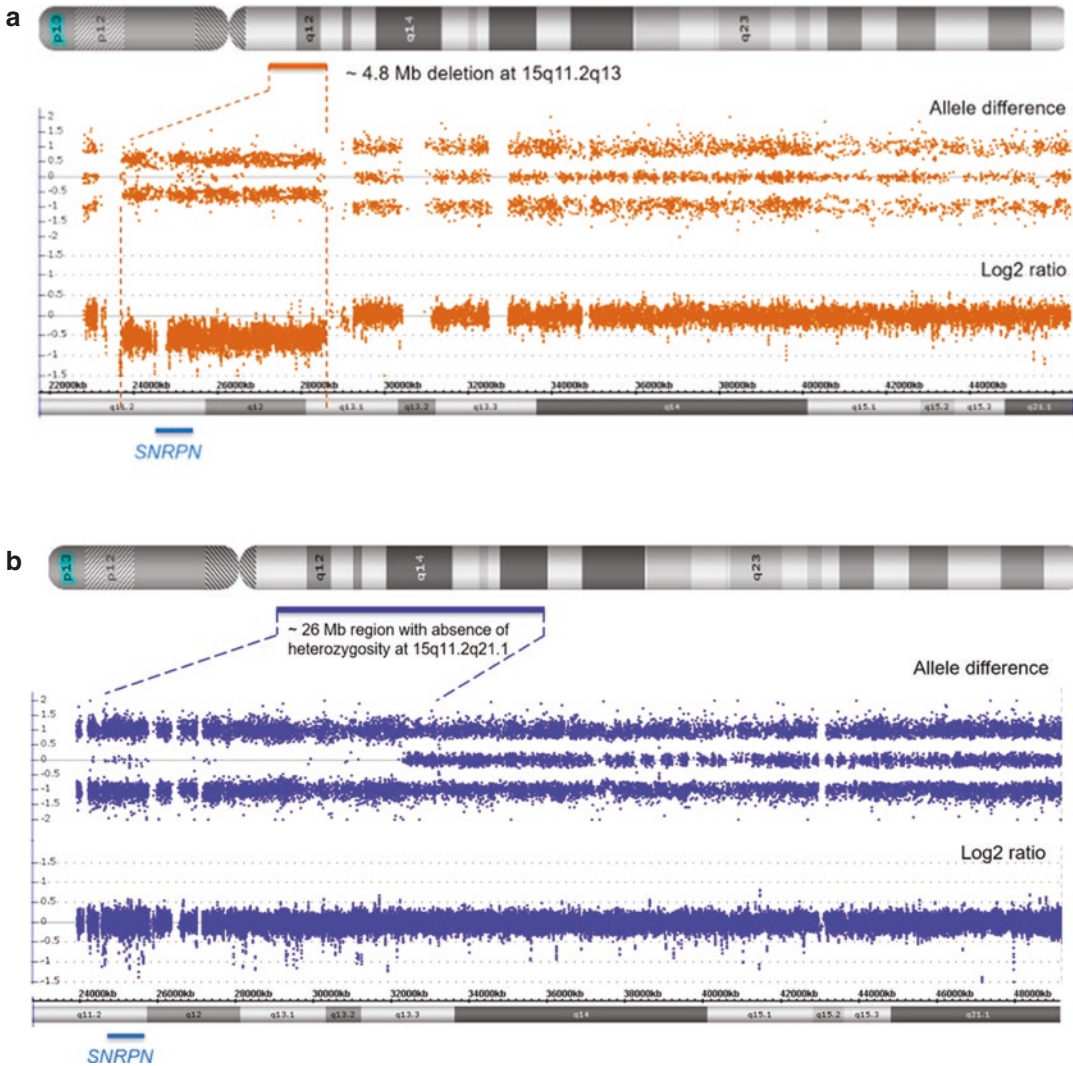 a
p13 p12 q12 q14 q23
~ 4.8 Mb deletion at 15q11.2q13
Allele difference
2
1.5
1
0.5
0
-0.5
-1
-1.5
-2
Log2 ratio
1.5
1
0.5
0
-0.5
-1
-1.5
22000kb 24000kb 26000kb 28000kb 30000kb 32000kb 34000kb 36000kb 38000kb 40000kb 42000kb 44000kb
q11.2 q12 q13.1 q13.2 q13.3 q14 q15.1 q15.2 q15.3 q21.1
SNRPN
b
p13 p12 q12 q14 q23
~ 26 Mb region with absence of
heterozygosity at 15q11.2q21.1
Allele difference
2
1.5
1
0.5
0
-0.5
-1
-1.5
-2
Log2 ratio
1.5
1
0.5
0
-0.5
-1
-1.5
24000kb 26000kb 28000kb 30000kb 32000kb 34000kb 36000kb 38000kb 40000kb 42000kb 44000kb 46000kb 48000kb
q11.2 q12 q13.1 q13.2 q13.3 q14 q15.1 q15.2 q15.3 q21.1
SNRPN